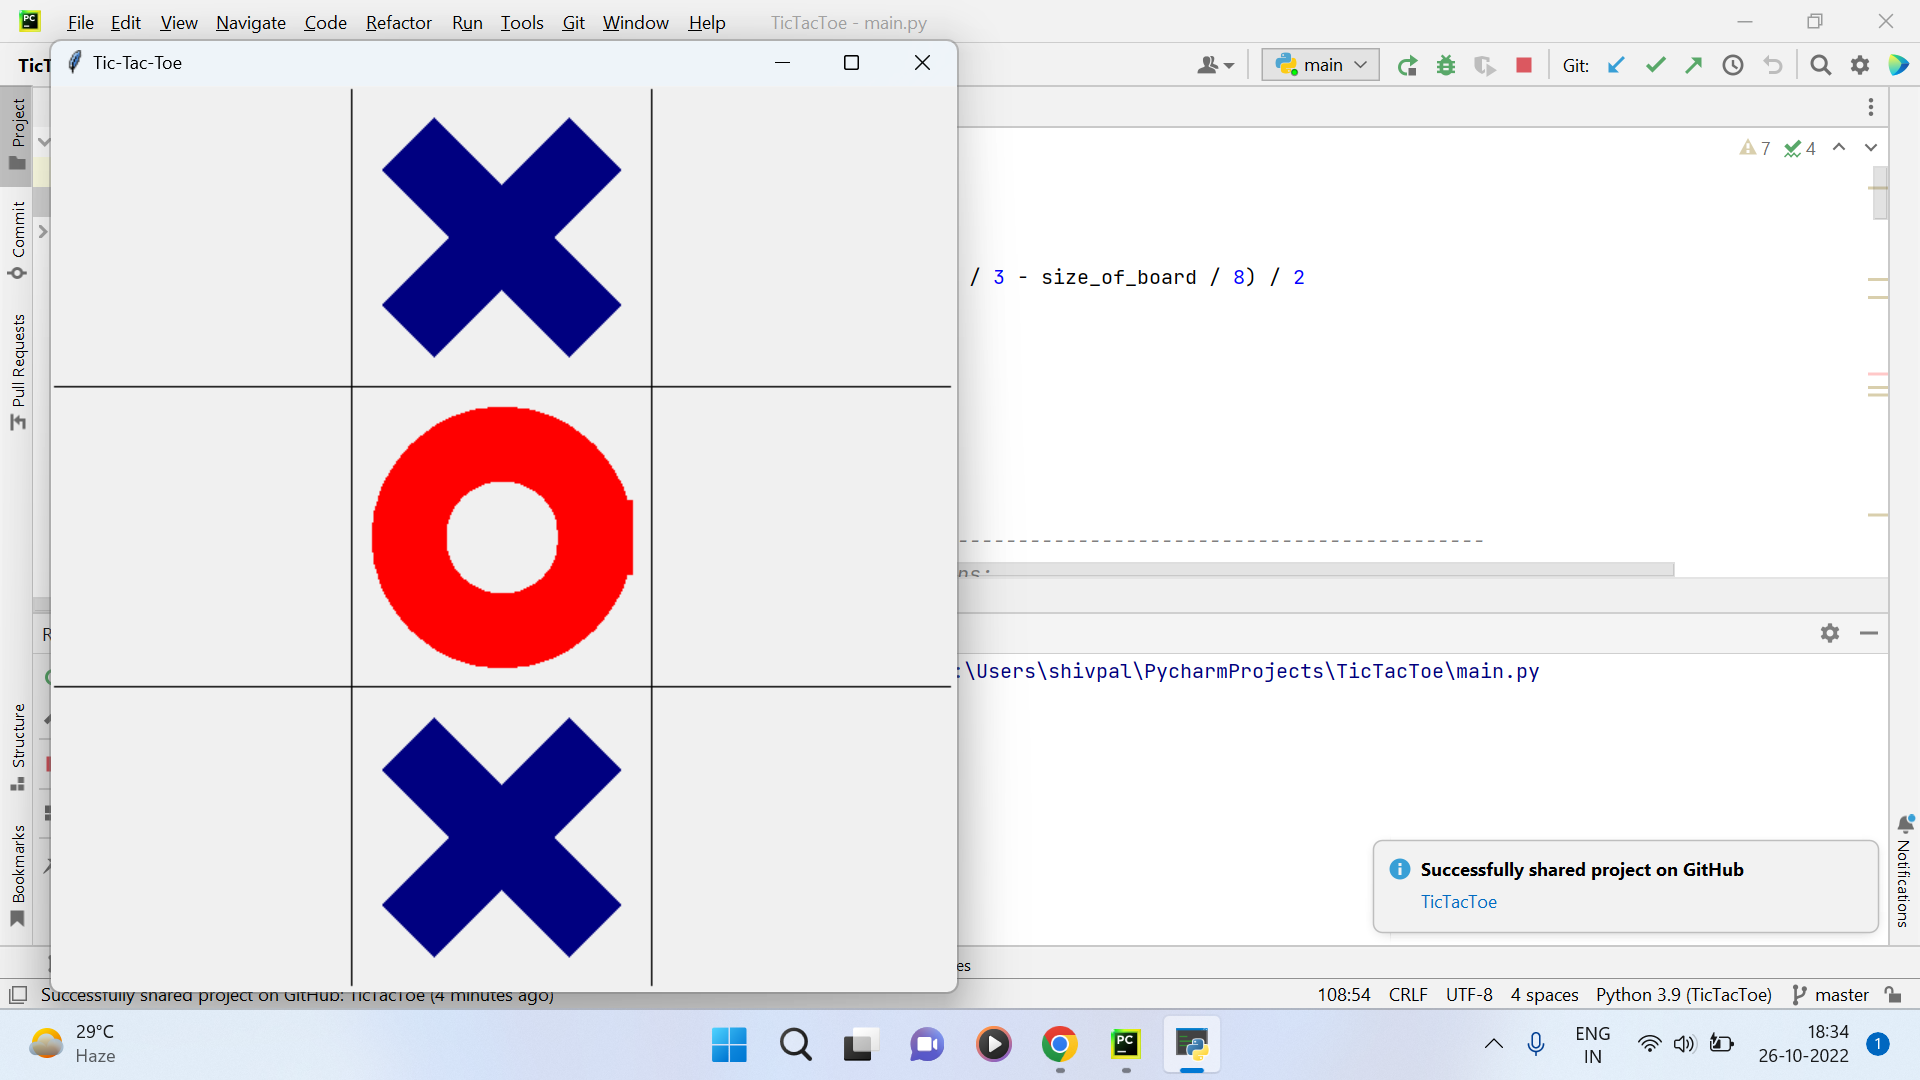 PC File Edit View Navigate Code Refactor Run Tools Git Window Help TicTacToe - main.py
TicT
Tic-Tac-Toe
main
Git:
Project
Commit
Pull Requests
Structure
Bookmarks
7 4
/ 3 - size_of_board / 8) / 2
--------------------------------------------
ns:
R
:\Users\shivpal\PycharmProjects\TicTacToe\main.py
Successfully shared project on GitHub
TicTacToe
Notifications
es
Successfully shared project on GitHub: TicTacToe (4 minutes ago)
108:54 CRLF UTF-8 4 spaces Python 3.9 (TicTacToe) master
29°C
Haze
PC
ENG
IN
18:34
26-10-2022
1